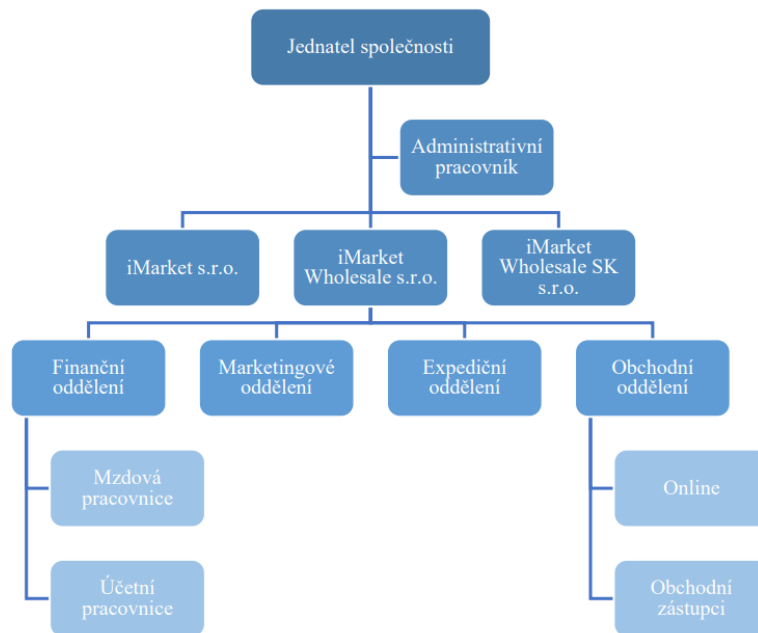 Jednatel společnosti
Administrativní
pracovník
iMarket s.r.o.
iMarket
Wholesale s.r.o.
iMarket
Wholesale SK
s.r.o.
Finanční
oddělení
Marketingové
oddělení
Expediční
oddělení
Obchodní
oddělení
Mzdová
pracovnice
Online
Účetní
pracovnice
Obchodní
zástupci